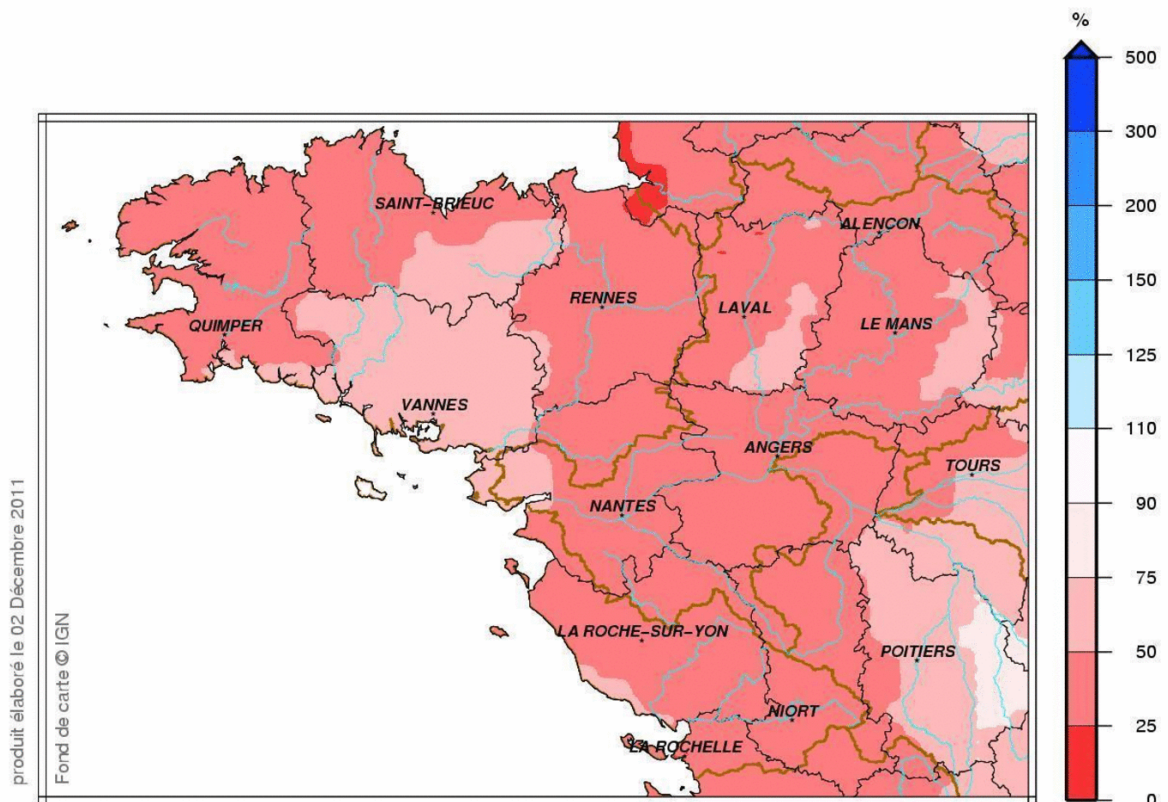 %
500
300
200
150
125
110
90
75
50
25
0
SAINT-BRIEUC
ALENCON
RENNES
LAVAL
LE MANS
QUIMPER
VANNES
ANGERS
TOURS
NANTES
LA ROCHE-SUR-YON
POITIERS
NIORT
LA ROCHELLE
produit élaboré le 02 Décembre 2011
Fond de carte © IGN